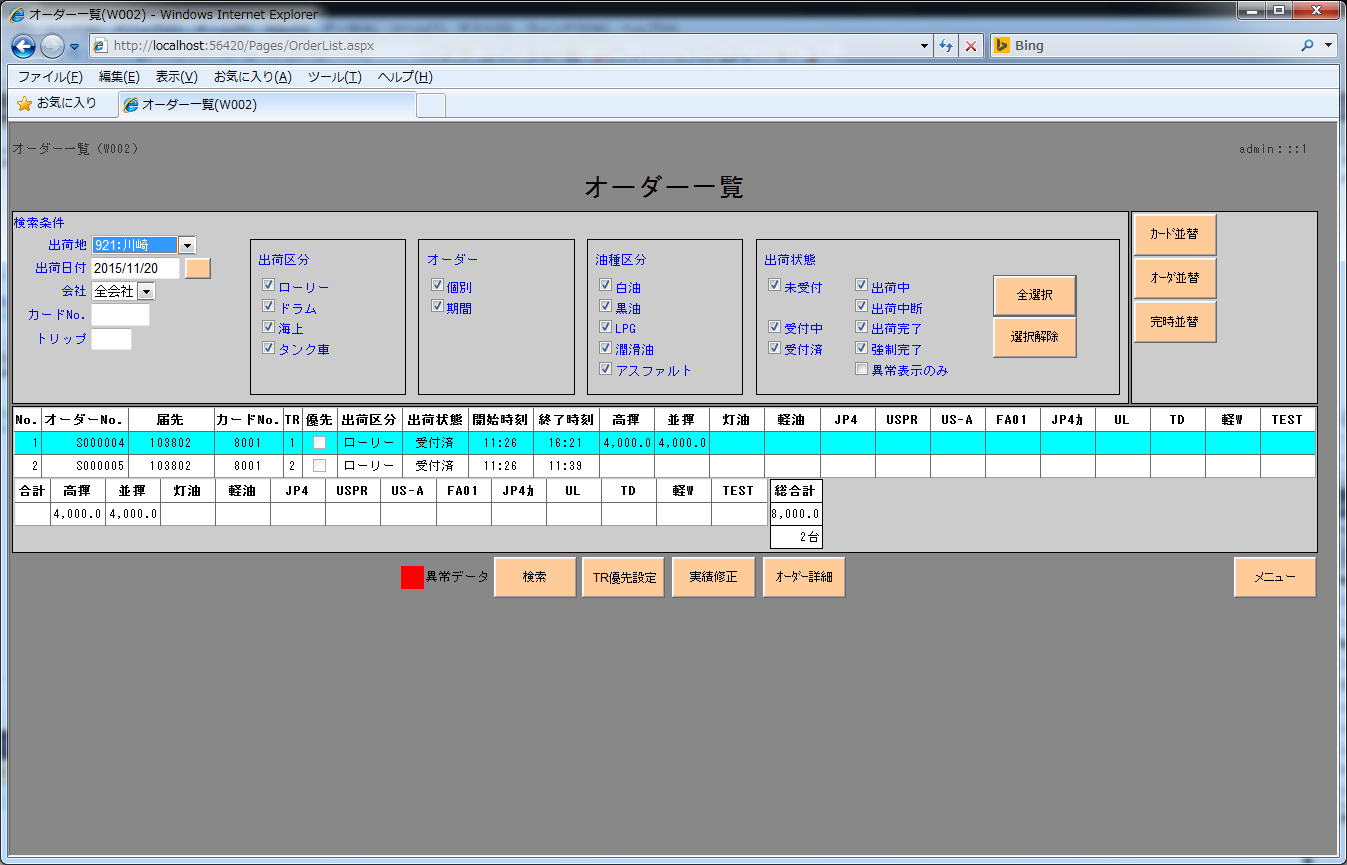 オーダー一覧(W002) - Windows Internet Explorer
http://localhost:56420/Pages/OrderList.aspx
Bing
ファイル(F) 編集(E) 表示(V) お気に入り(A) ツール(T) ヘルプ(H)
お気に入り オーダー一覧(W002)
オーダー一覧（W002） admin：：：1
オーダー一覧
検索条件
出荷地 921:川崎
出荷日付 2015/11/20
会社 全会社
カードNo.
トリップ
出荷区分
ローリー
ドラム
海上
タンク車
オーダー
個別
期間
油種区分
白油
黒油
LPG
潤滑油
アスファルト
出荷状態
未受付 出荷中
出荷中断
受付中 出荷完了
受付済 強制完了
異常表示のみ
全選択
選択解除
ｶｰﾄﾞ並替
ｵｰﾀﾞ並替
完時並替
No. オーダーNo. 届先 カードNo. TR 優先 出荷区分 出荷状態 開始時刻 終了時刻 高揮 並揮 灯油 軽油 JP4 USPR US-A FA01 JP4ｶ UL TD 軽W TEST
1 S000004 103802 8001 1 ローリー 受付済 11:26 16:21 4,000.0 4,000.0
2 S000005 103802 8001 2 ローリー 受付済 11:26 11:39
合計 高揮 並揮 灯油 軽油 JP4 USPR US-A FA01 JP4ｶ UL TD 軽W TEST 総合計
4,000.0 4,000.0 8,000.0
2台
異常データ 検索 TR優先設定 実績修正 ｵｰﾀﾞｰ詳細 メニュー